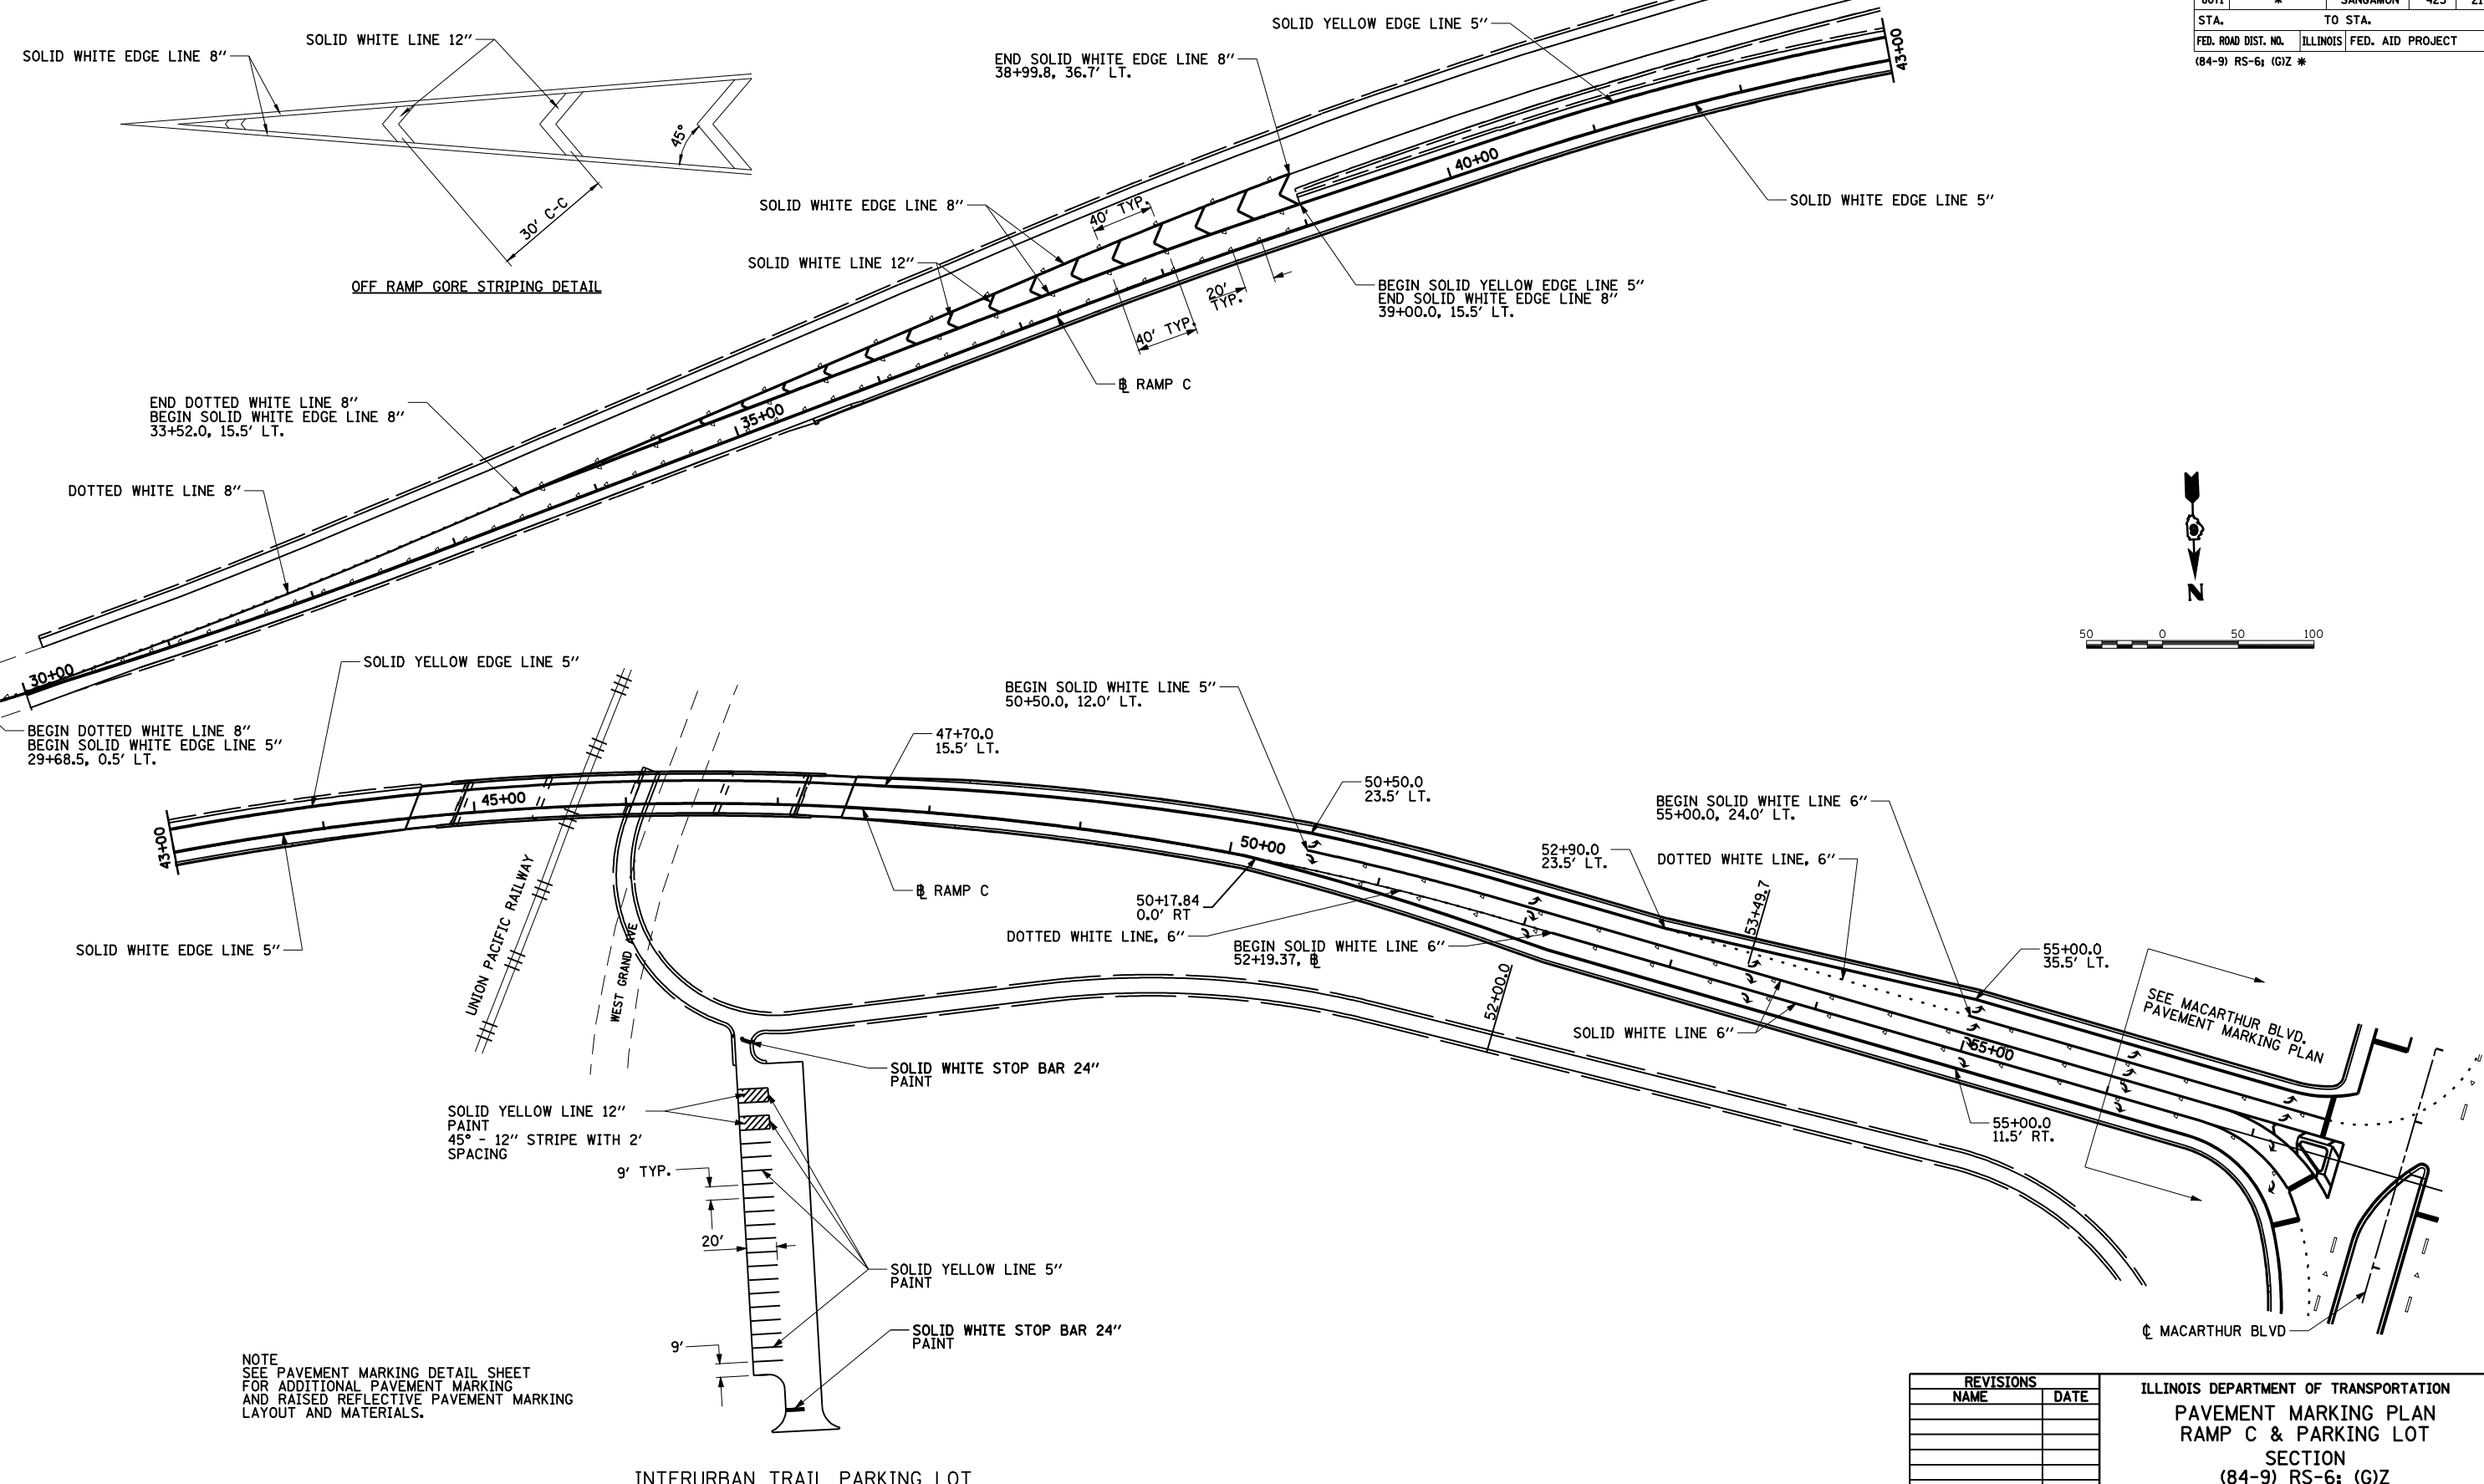 SOLID WHITE LINE 12"
SOLID WHITE EDGE LINE 8"
45°
30' C-C
OFF RAMP GORE STRIPING DETAIL
SOLID YELLOW EDGE LINE 5"
END SOLID WHITE EDGE LINE 8"
38+99.8, 36.7' LT.
43+00
SANGAMON
STA. TO STA.
FED. ROAD DIST. NO. ILLINOIS FED. AID PROJECT
(84-9) RS-6; (G)Z *
40+00
SOLID WHITE EDGE LINE 5"
SOLID WHITE EDGE LINE 8"
40' TYP.
SOLID WHITE LINE 12"
BEGIN SOLID YELLOW EDGE LINE 5"
END SOLID WHITE EDGE LINE 8"
39+00.0, 15.5' LT.
20'
TYP.
40' TYP.
℄ RAMP C
END DOTTED WHITE LINE 8"
BEGIN SOLID WHITE EDGE LINE 8"
33+52.0, 15.5' LT.
35+00
DOTTED WHITE LINE 8"
N
50 0 50 100
30+00
SOLID YELLOW EDGE LINE 5"
BEGIN DOTTED WHITE LINE 8"
BEGIN SOLID WHITE EDGE LINE 5"
29+68.5, 0.5' LT.
BEGIN SOLID WHITE LINE 5"
50+50.0, 12.0' LT.
47+70.0
15.5' LT.
50+50.0
23.5' LT.
BEGIN SOLID WHITE LINE 6"
55+00.0, 24.0' LT.
45+00
43+00
50+00
52+90.0
23.5' LT.
DOTTED WHITE LINE, 6"
53+49.7
℄ RAMP C
50+17.84
0.0' RT
DOTTED WHITE LINE, 6"
BEGIN SOLID WHITE LINE 6"
52+19.37, ℄
SOLID WHITE EDGE LINE 5"
UNION PACIFIC RAILWAY
WEST GRAND AVE
55+00.0
35.5' LT.
52+00.0
SOLID WHITE LINE 6"
SEE MACARTHUR BLVD.
PAVEMENT MARKING PLAN
55+00
SOLID WHITE STOP BAR 24"
PAINT
SOLID YELLOW LINE 12"
PAINT
45° - 12" STRIPE WITH 2'
SPACING
55+00.0
11.5' RT.
9' TYP.
20'
SOLID YELLOW LINE 5"
PAINT
SOLID WHITE STOP BAR 24"
PAINT
9'
℄ MACARTHUR BLVD
NOTE
SEE PAVEMENT MARKING DETAIL SHEET
FOR ADDITIONAL PAVEMENT MARKING
AND RAISED REFLECTIVE PAVEMENT MARKING
LAYOUT AND MATERIALS.
INTERURBAN TRAIL PARKING LOT
REVISIONS
NAME DATE
ILLINOIS DEPARTMENT OF TRANSPORTATION
PAVEMENT MARKING PLAN
RAMP C & PARKING LOT
SECTION
(84-9) RS-6; (G)Z